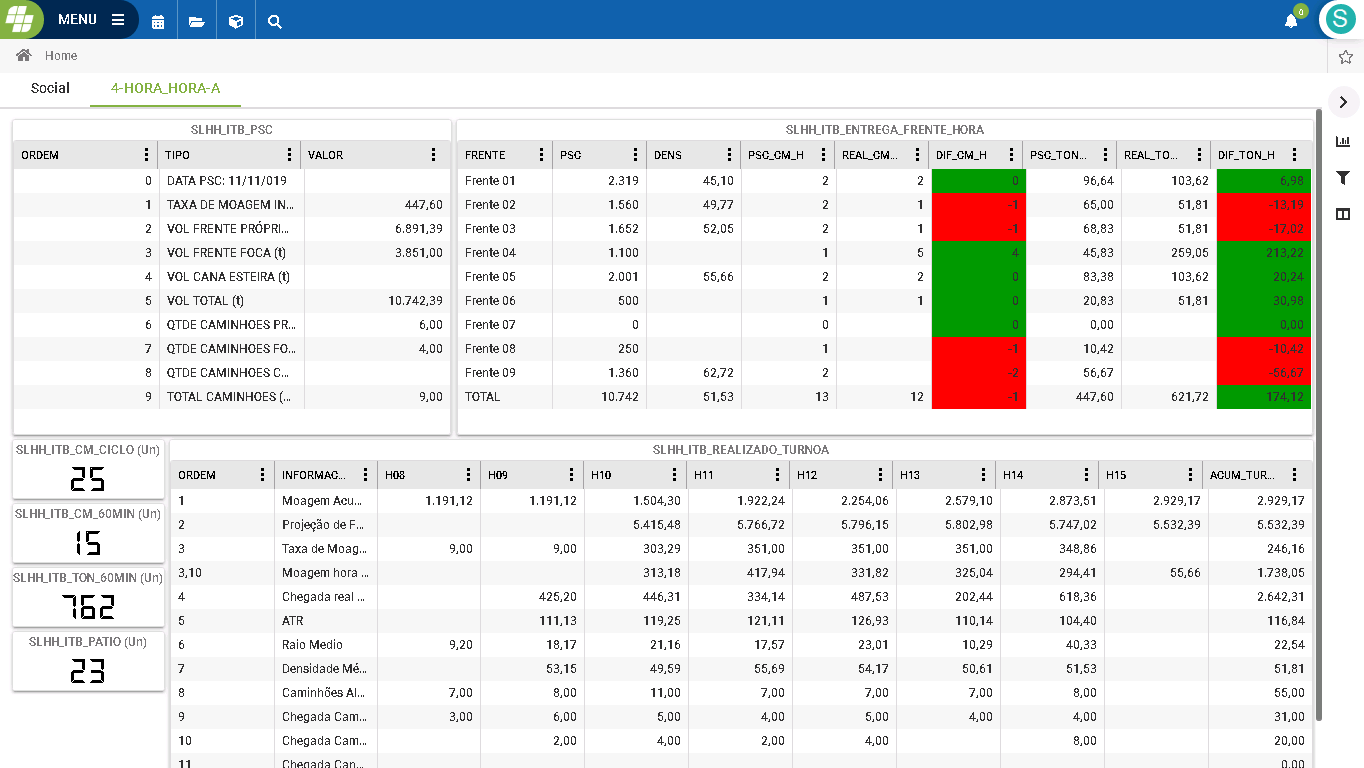 MENU
0
S
Home
Social 4-HORA_HORA-A
SLHH_ITB_PSC
ORDEM TIPO VALOR
0 DATA PSC: 11/11/019
1 TAXA DE MOAGEM IN... 447,60
2 VOL FRENTE PRÓPRI... 6.891,39
3 VOL FRENTE FOCA (t) 3.851,00
4 VOL CANA ESTEIRA (t)
5 VOL TOTAL (t) 10.742,39
6 QTDE CAMINHOES PR... 6,00
7 QTDE CAMINHOES FO... 4,00
8 QTDE CAMINHOES C...
9 TOTAL CAMINHOES (... 9,00
SLHH_ITB_ENTREGA_FRENTE_HORA
FRENTE PSC DENS PSC_CM_H REAL_CM... DIF_CM_H PSC_TON... REAL_TO... DIF_TON_H
Frente 01 2.319 45,10 2 2 0 96,64 103,62 6,98
Frente 02 1.560 49,77 2 1 -1 65,00 51,81 -13,19
Frente 03 1.652 52,05 2 1 -1 68,83 51,81 -17,02
Frente 04 1.100 1 5 4 45,83 259,05 213,22
Frente 05 2.001 55,66 2 2 0 83,38 103,62 20,24
Frente 06 500 1 1 0 20,83 51,81 30,98
Frente 07 0 0 0 0,00 0,00
Frente 08 250 1 -1 10,42 -10,42
Frente 09 1.360 62,72 2 -2 56,67 -56,67
TOTAL 10.742 51,53 13 12 -1 447,60 621,72 174,12
SLHH_ITB_CM_CICLO (Un)
25
SLHH_ITB_CM_60MIN (Un)
15
SLHH_ITB_TON_60MIN (Un)
762
SLHH_ITB_PATIO (Un)
23
SLHH_ITB_REALIZADO_TURNOA
ORDEM INFORMAC... H08 H09 H10 H11 H12 H13 H14 H15 ACUM_TUR...
1 Moagem Acu... 1.191,12 1.191,12 1.504,30 1.922,24 2.254,06 2.579,10 2.873,51 2.929,17 2.929,17
2 Projeção de F... 5.415,48 5.766,72 5.796,15 5.802,98 5.747,02 5.532,39 5.532,39
3 Taxa de Moag... 9,00 9,00 303,29 351,00 351,00 351,00 348,86 246,16
3,10 Moagem hora ... 313,18 417,94 331,82 325,04 294,41 55,66 1.738,05
4 Chegada real ... 425,20 446,31 334,14 487,53 202,44 618,36 2.642,31
5 ATR 111,13 119,25 121,11 126,93 110,14 104,40 116,84
6 Raio Medio 9,20 18,17 21,16 17,57 23,01 10,29 40,33 22,54
7 Densidade Mé... 53,15 49,59 55,69 54,17 50,61 51,53 51,81
8 Caminhões Al... 7,00 8,00 11,00 7,00 7,00 7,00 8,00 55,00
9 Chegada Cam... 3,00 6,00 5,00 4,00 5,00 4,00 4,00 31,00
10 Chegada Cam... 2,00 4,00 2,00 4,00 8,00 20,00
11 Chegada Can... 0,00